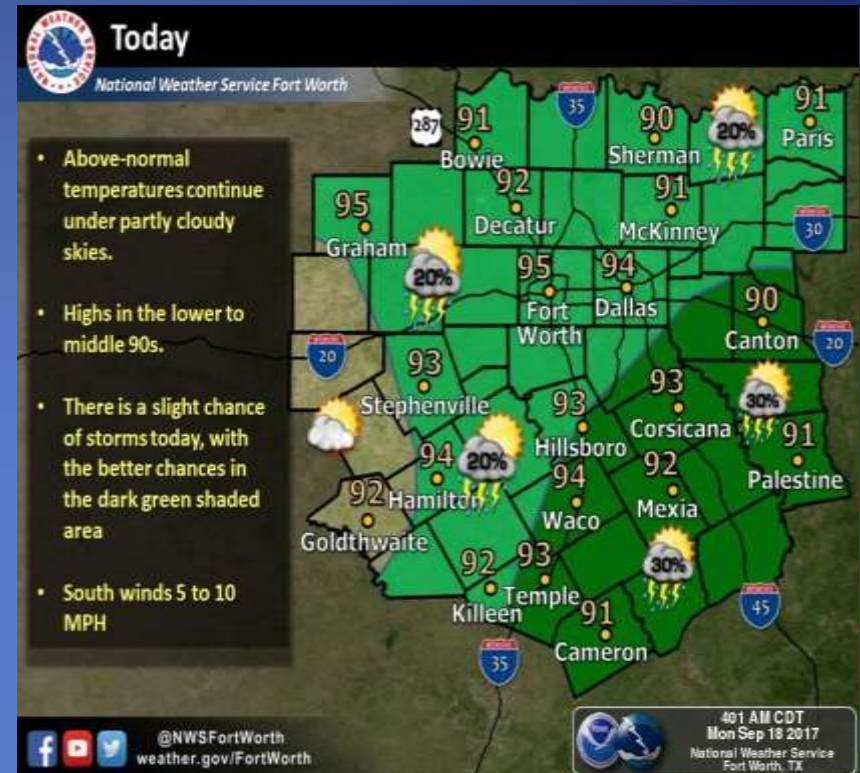 Today
NATIONAL WEATHER SERVICE
National Weather Service Fort Worth
• Above-normal
temperatures continue
under partly cloudy
skies.
• Highs in the lower to
middle 90s.
• There is a slight chance
of storms today, with
the better chances in
the dark green shaded
area
• South winds 5 to 10
MPH
287
91
Bowie
35
90
Sherman
20%
91
Paris
95
Graham
92
Decatur
91
McKinney
30
20%
95
Fort
Worth
94
Dallas
90
Canton
20
20
93
Stephenville
93
Hillsboro
93
Corsicana
30%
94
Hamilton
20%
94
Waco
92
Mexia
91
Palestine
92
Goldthwaite
92
Killeen
93
Temple
30%
91
Cameron
35
45
@NWSFortWorth
weather.gov/FortWorth
401 AM CDT
Mon Sep 18 2017
National Weather Service
Fort Worth, TX